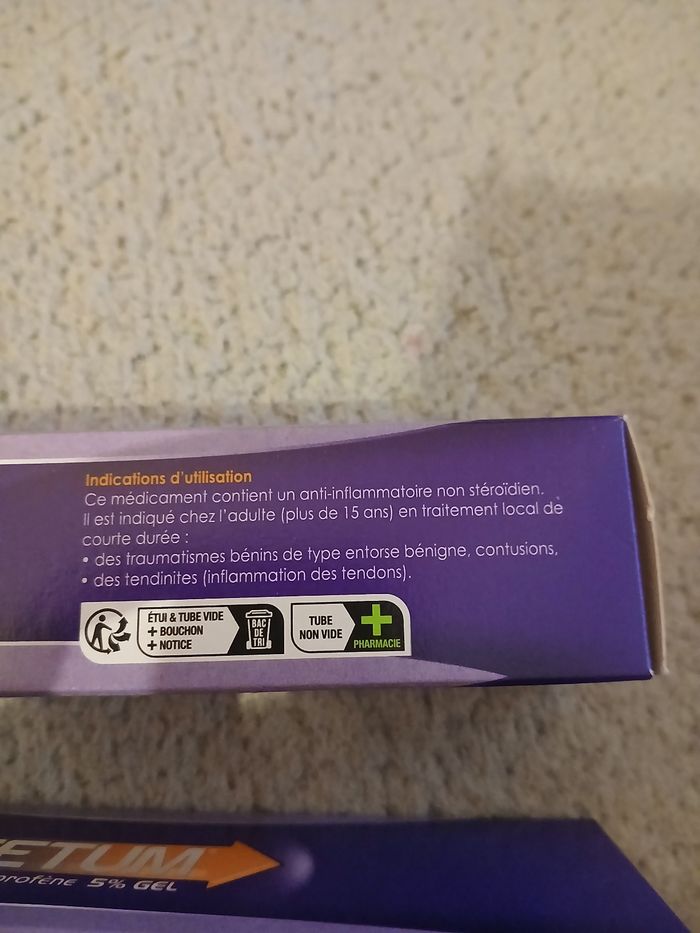 Indications d'utilisation
Ce médicament contient un anti-inflammatoire non stéroïdien.
Il est indiqué chez l'adulte (plus de 15 ans) en traitement local de
courte durée :
• des traumatismes bénins de type entorse bénigne, contusions,
• des tendinites (inflammation des tendons).
ÉTUI & TUBE VIDE
+ BOUCHON
+ NOTICE
BAC
DE
TRI
TUBE
NON VIDE
PHARMACIE
ETUM
profène 5% GEL